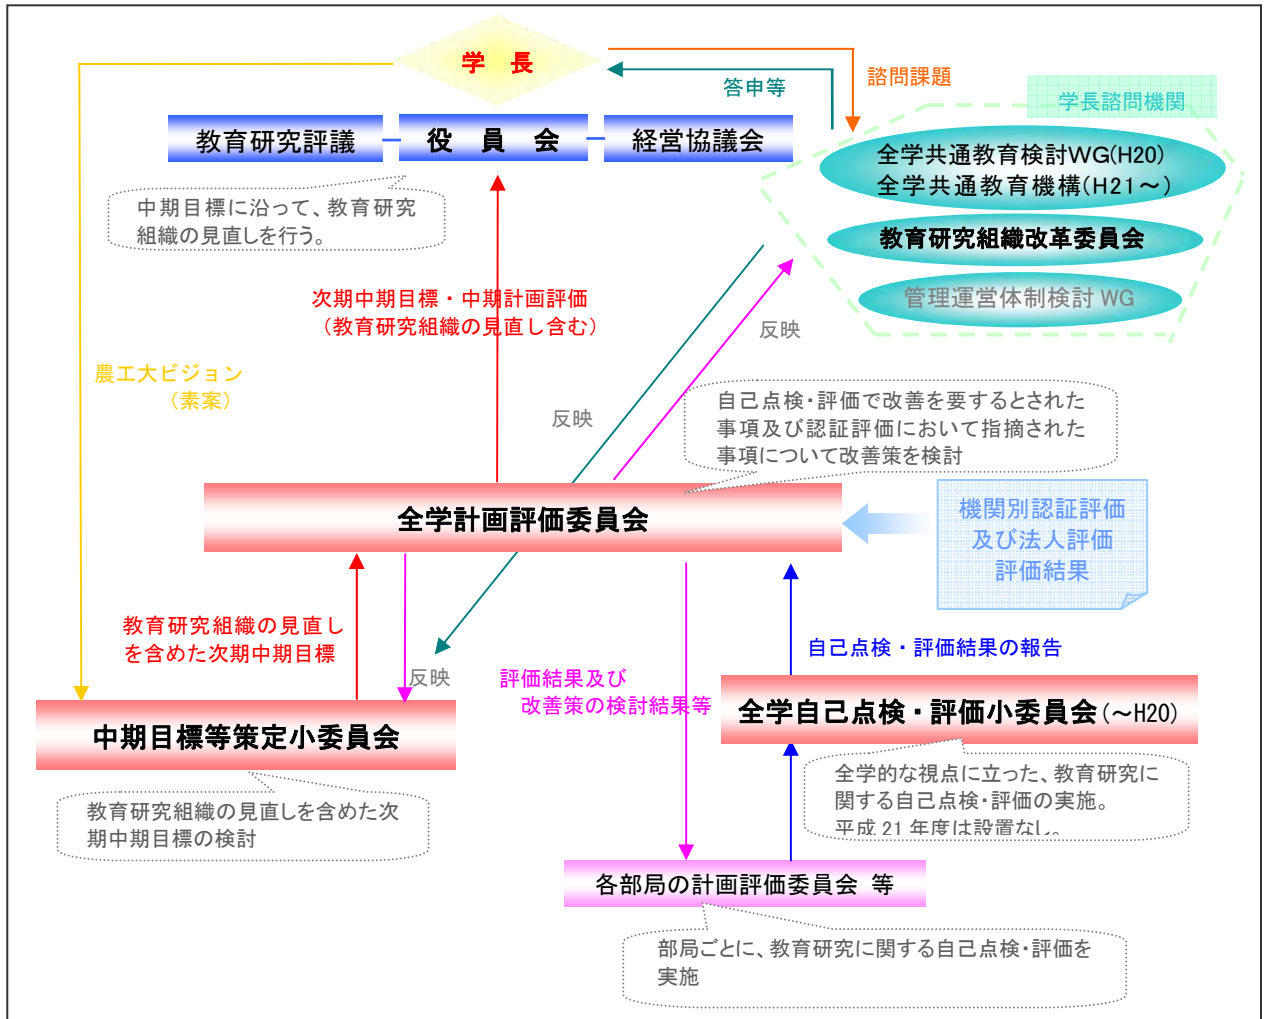 学 長
諮問課題
答申等
学長諮問機関
教育研究評議
役 員 会
経営協議会
全学共通教育検討WG(H20)
全学共通教育機構(H21～)
教育研究組織改革委員会
管理運営体制検討 WG
中期目標に沿って、教育研究
組織の見直しを行う。
次期中期目標・中期計画評価
（教育研究組織の見直し含む）
反映
農工大ビジョン
（素案）
反映
自己点検・評価で改善を要するとされた
事項及び認証評価において指摘された
事項について改善策を検討
全学計画評価委員会
機関別認証評価
及び法人評価
評価結果
教育研究組織の見直し
を含めた次期中期目標
反映
評価結果及び
改善策の検討結果等
自己点検・評価結果の報告
中期目標等策定小委員会
全学自己点検・評価小委員会(～H20)
教育研究組織の見直しを含めた次
期中期目標の検討
全学的な視点に立った、教育研究に
関する自己点検・評価の実施。
平成 21 年度は設置なし。
各部局の計画評価委員会 等
部局ごとに、教育研究に関する自己点検・評価を
実施